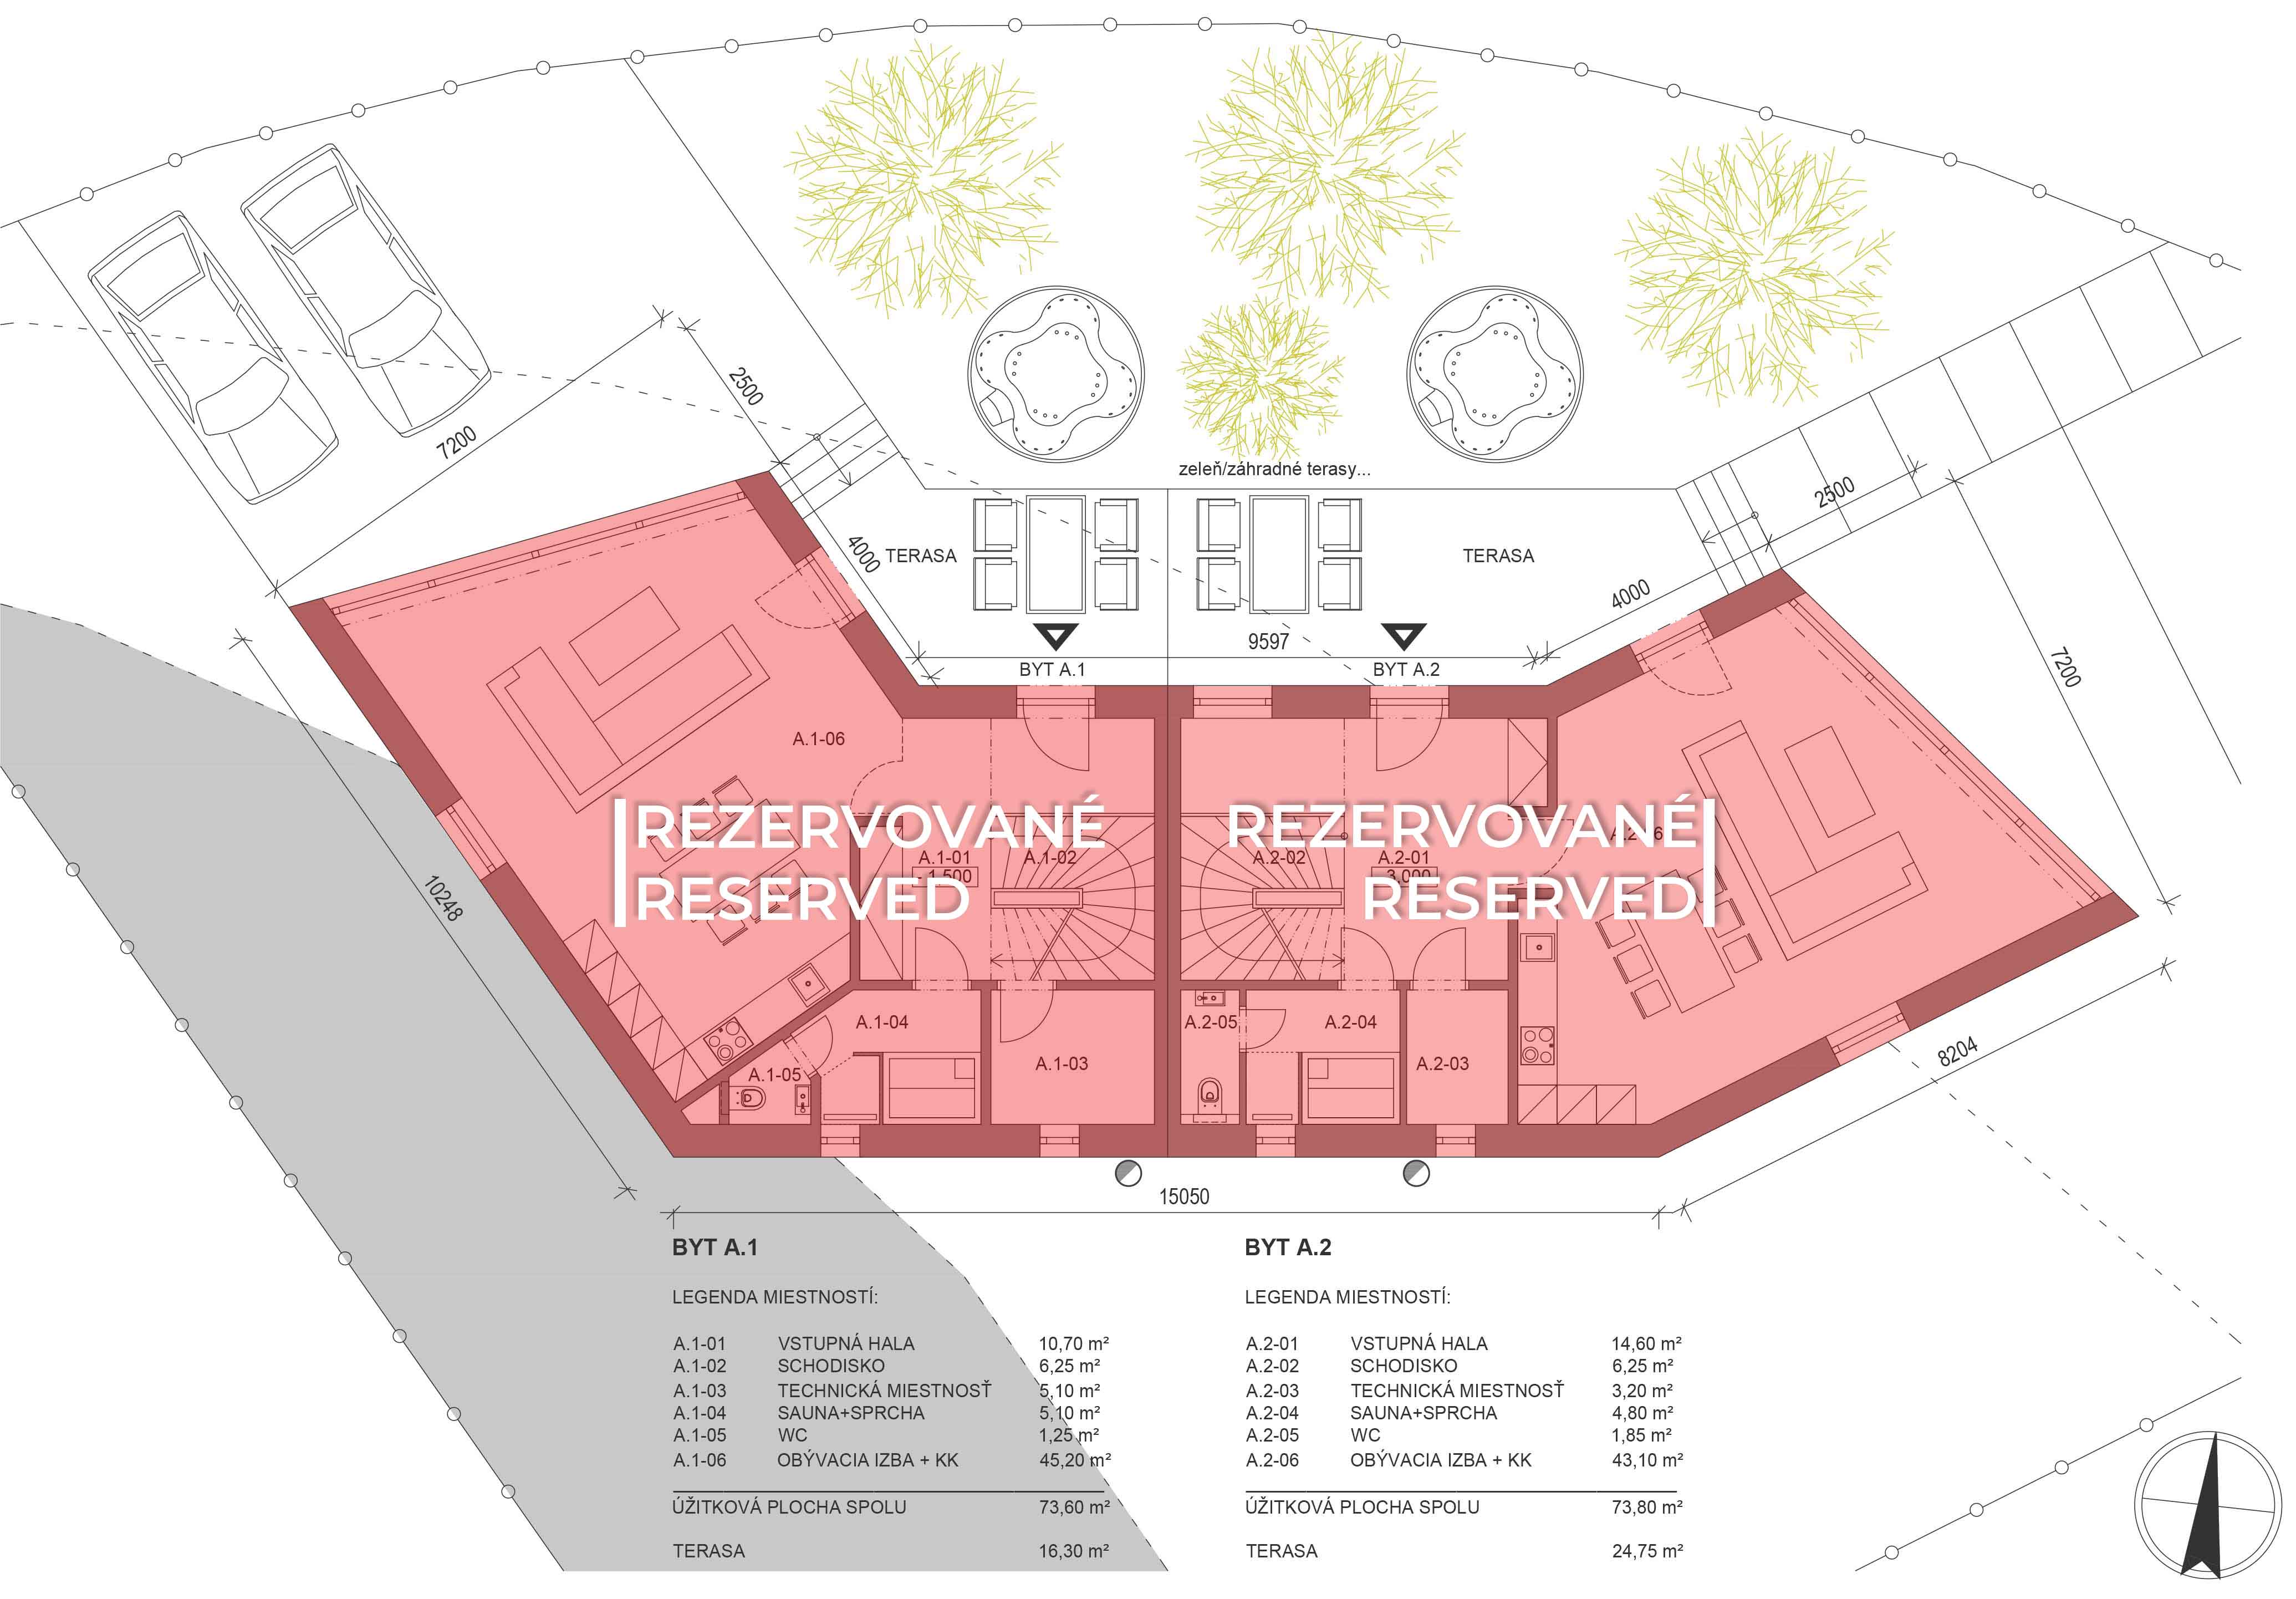 2500
7200
zeleň/záhradné terasy...
2500
4000
TERASA
TERASA
4000
9597
7200
BYT A.1
BYT A.2
A.1-06
REZERVOVANÉ
RESERVED
REZERVOVANÉ
RESERVED
A.1-01
A.1-02
A.2-02
A.2-01
- 1,500
10248
A.1-04
A.2-05
A.2-04
A.1-05
A.1-03
A.2-03
8204
15050
BYT A.1
LEGENDA MIESTNOSTÍ:
A.1-01 VSTUPNÁ HALA 10,70 m²
A.1-02 SCHODISKO 6,25 m²
A.1-03 TECHNICKÁ MIESTNOSŤ 5,10 m²
A.1-04 SAUNA+SPRCHA 5,10 m²
A.1-05 WC 1,25 m²
A.1-06 OBÝVACIA IZBA + KK 45,20 m²
ÚŽITKOVÁ PLOCHA SPOLU 73,60 m²
TERASA 16,30 m²
BYT A.2
LEGENDA MIESTNOSTÍ:
A.2-01 VSTUPNÁ HALA 14,60 m²
A.2-02 SCHODISKO 6,25 m²
A.2-03 TECHNICKÁ MIESTNOSŤ 3,20 m²
A.2-04 SAUNA+SPRCHA 4,80 m²
A.2-05 WC 1,85 m²
A.2-06 OBÝVACIA IZBA + KK 43,10 m²
ÚŽITKOVÁ PLOCHA SPOLU 73,80 m²
TERASA 24,75 m²